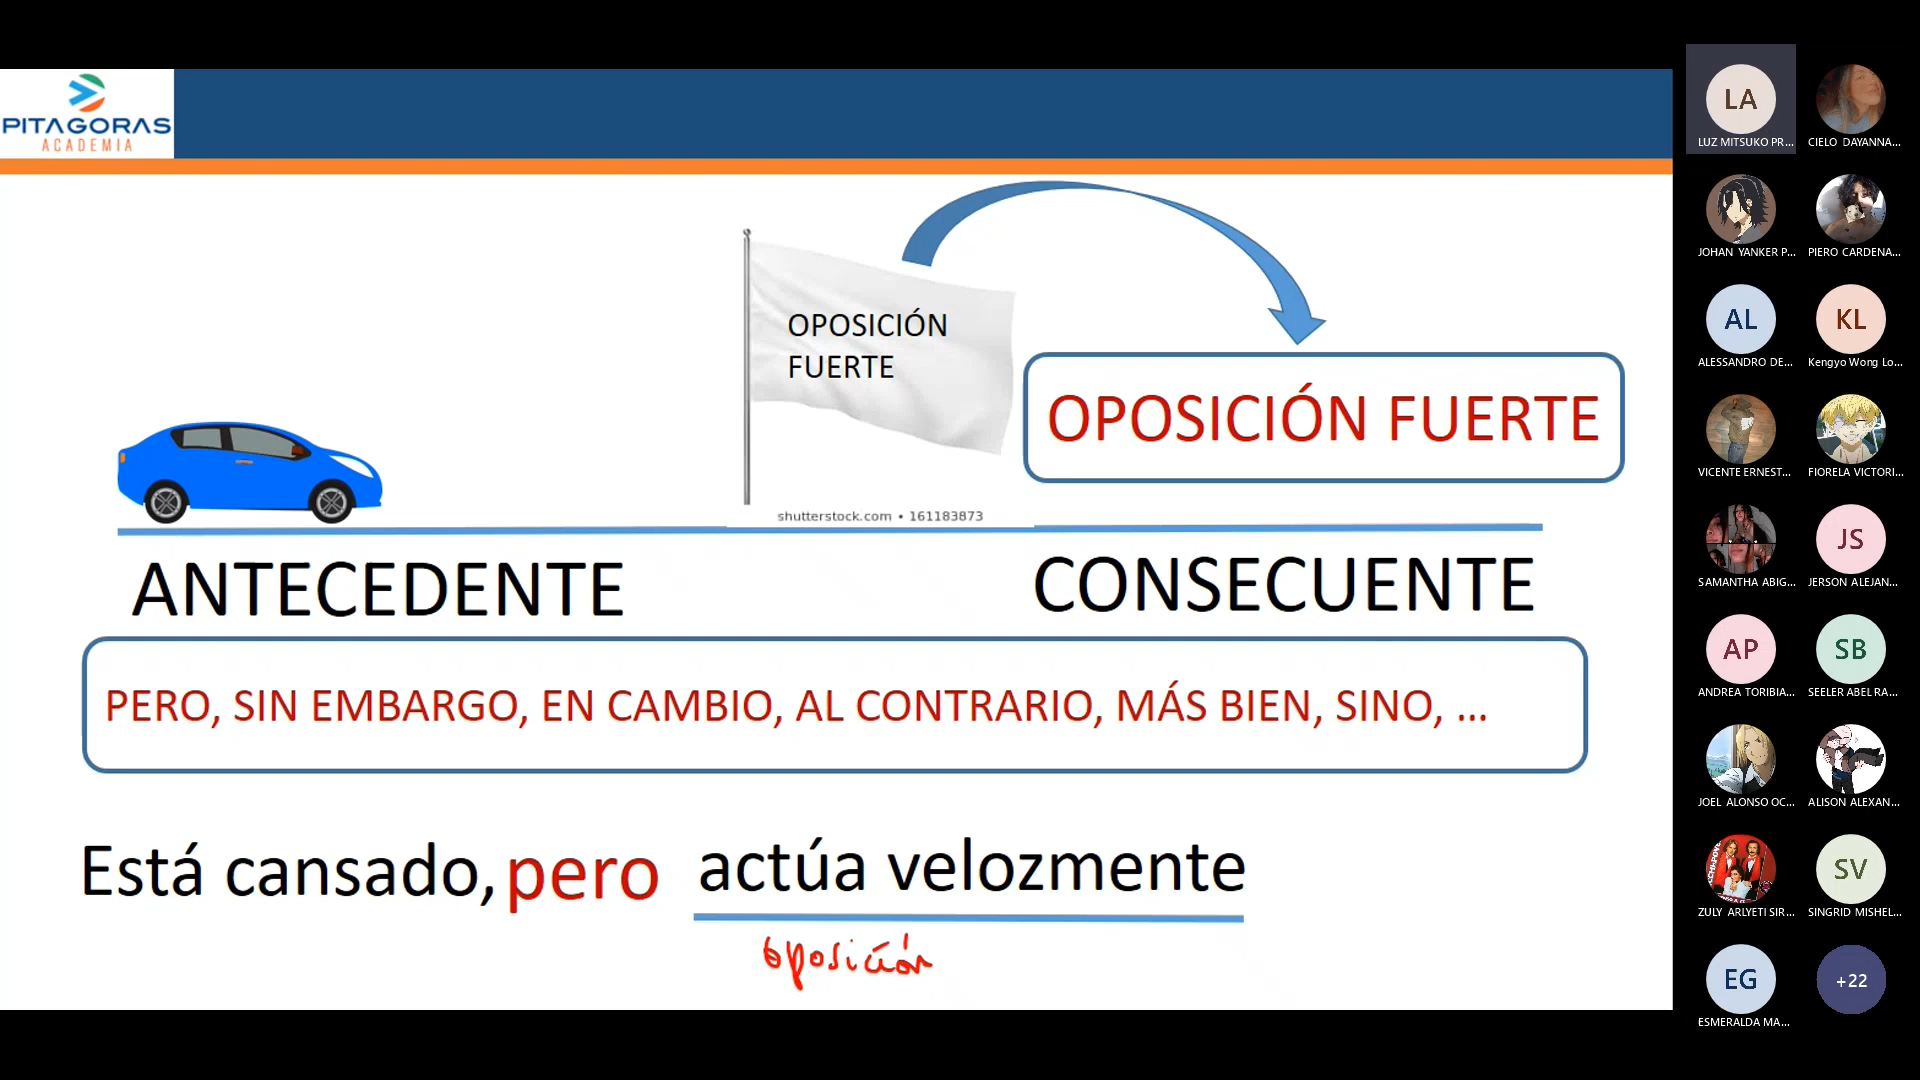 PITAGORAS
ACADEMIA
OPOSICIÓN
FUERTE
OPOSICIÓN FUERTE
shutterstock.com • 161183873
ANTECEDENTE
CONSECUENTE
PERO, SIN EMBARGO, EN CAMBIO, AL CONTRARIO, MÁS BIEN, SINO, ...
Está cansado, pero actúa velozmente
oposición
LA
LUZ MITSUKO PR...
CIELO DAYANNA...
JOHAN YANKER P...
PIERO CARDENA...
AL
KL
ALESSANDRO DE...
Kengyo Wong Lo...
VICENTE ERNEST...
FIORELA VICTORI...
JS
SAMANTHA ABIG...
JERSON ALEJAN...
AP
SB
ANDREA TORIBIA...
SEELER ABEL RA...
JOEL ALONSO OC...
ALISON ALEXAN...
SV
ZULY ARLYETI SIR...
SINGRID MISHEL...
EG
+22
ESMERALDA MA...